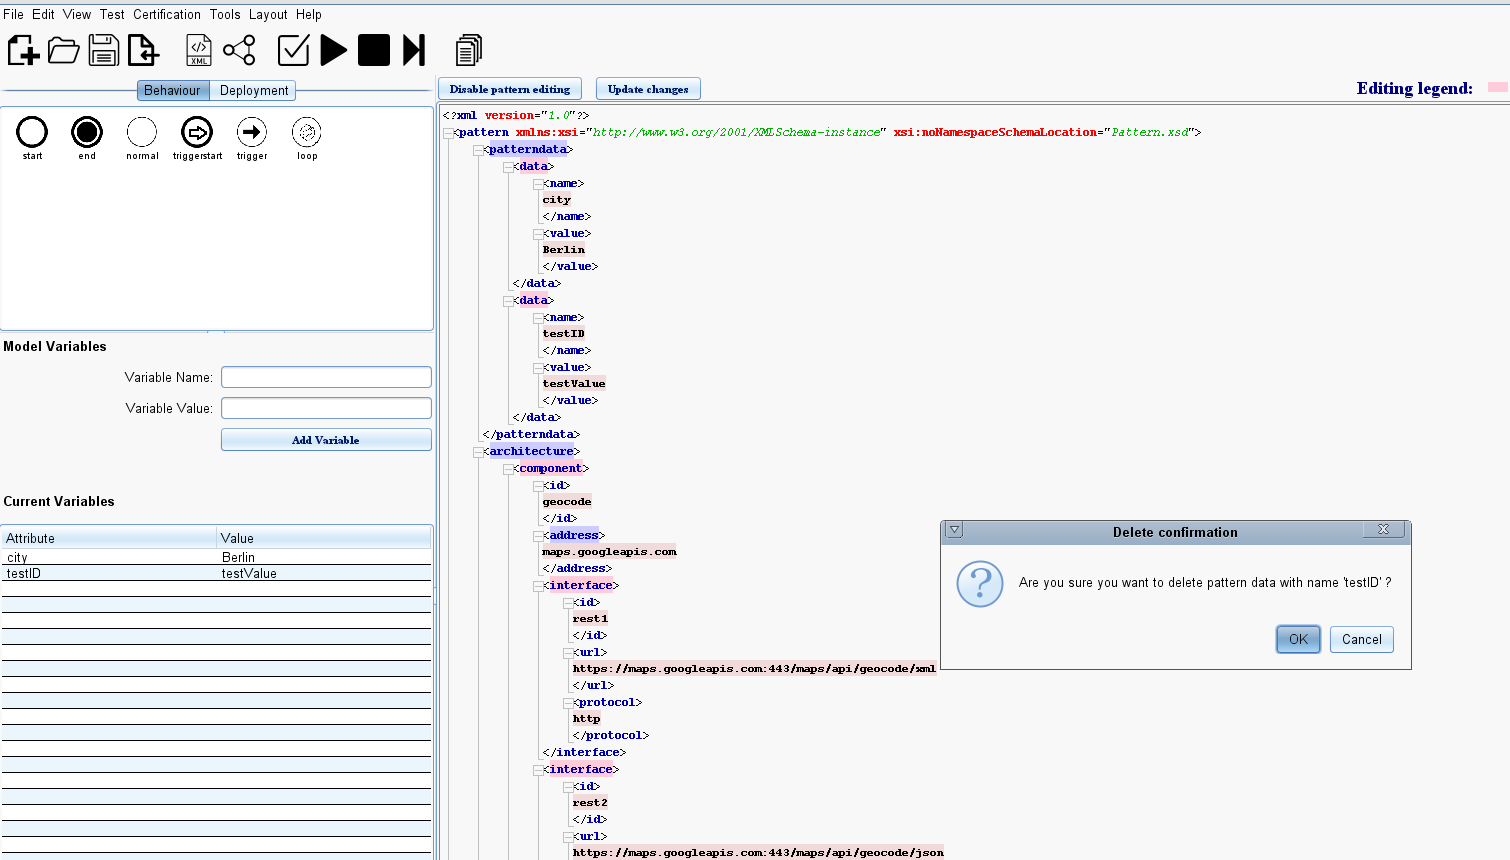 File Edit View Test Certification Tools Layout Help
XML
Behaviour Deployment
start end normal triggerstart trigger loop
Model Variables
Variable Name:
Variable Value:
Add Variable
Current Variables
Attribute Value
city Berlin
testID testValue
Disable pattern editing Update changes Editing legend:
<?xml version="1.0"?>
<pattern xmlns:xsi="http://www.w3.org/2001/XMLSchema-instance" xsi:noNamespaceSchemaLocation="Pattern.xsd">
<patterndata>
<data>
<name>
city
</name>
<value>
Berlin
</value>
</data>
<data>
<name>
testID
</name>
<value>
testValue
</value>
</data>
</patterndata>
<architecture>
<component>
<id>
geocode
</id>
<address>
maps.googleapis.com
</address>
<interface>
<id>
rest1
</id>
<url>
https://maps.googleapis.com:443/maps/api/geocode/xml
</url>
<protocol>
http
</protocol>
</interface>
<interface>
<id>
rest2
</id>
<url>
https://maps.googleapis.com:443/maps/api/geocode/json
Delete confirmation
Are you sure you want to delete pattern data with name 'testID' ?
OK Cancel